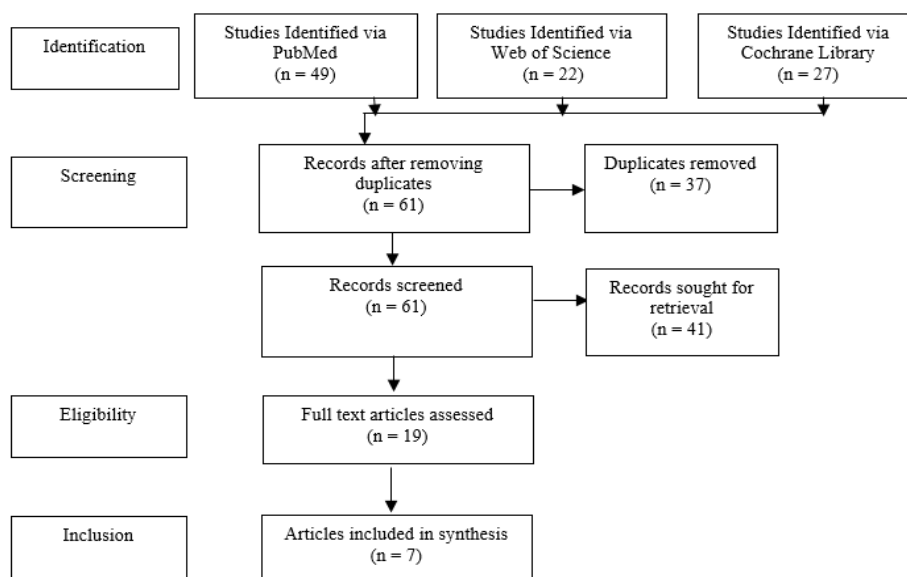 Identification
Studies Identified via
PubMed
(n = 49)
Studies Identified via
Web of Science
(n = 22)
Studies Identified via
Cochrane Library
(n = 27)
Screening
Records after removing
duplicates
(n = 61)
Duplicates removed
(n = 37)
Records screened
(n = 61)
Records sought for
retrieval
(n = 41)
Eligibility
Full text articles assessed
(n = 19)
Inclusion
Articles included in synthesis
(n = 7)